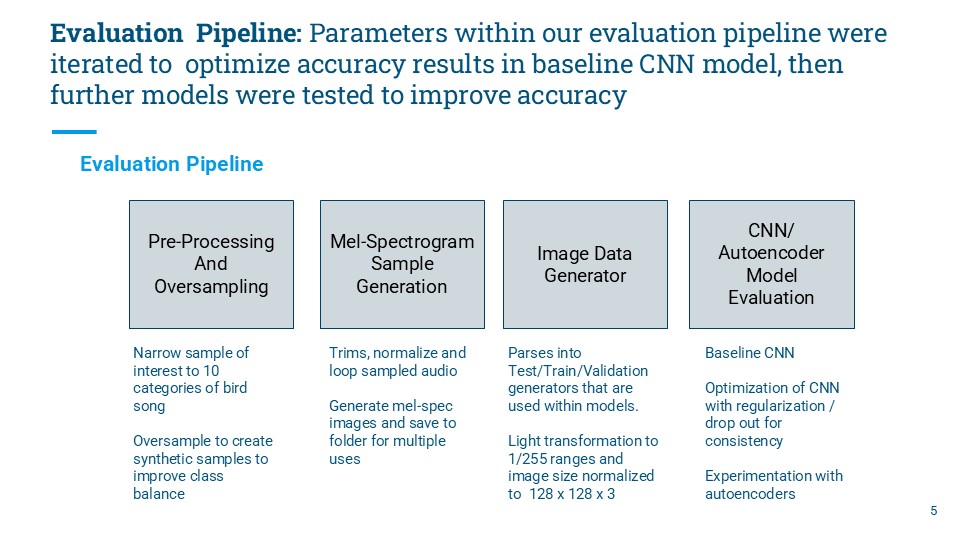 Evaluation  Pipeline: Parameters within our evaluation pipeline were
iterated to  optimize accuracy results in baseline CNN model, then
further models were tested to improve accuracy
Evaluation Pipeline
Pre-Processing
And
Oversampling
Mel-Spectrogram
Sample
Generation
Image Data
Generator
CNN/
Autoencoder
Model
Evaluation
Narrow sample of
interest to 10
categories of bird
song
Oversample to create
synthetic samples to
improve class
balance
Trims, normalize and
loop sampled audio
Generate mel-spec
images and save to
folder for multiple
uses
Parses into
Test/Train/Validation
generators that are
used within models.
Light transformation to
1/255 ranges and
image size normalized
to  128 x 128 x 3
Baseline CNN
Optimization of CNN
with regularization /
drop out for
consistency
Experimentation with
autoencoders
5